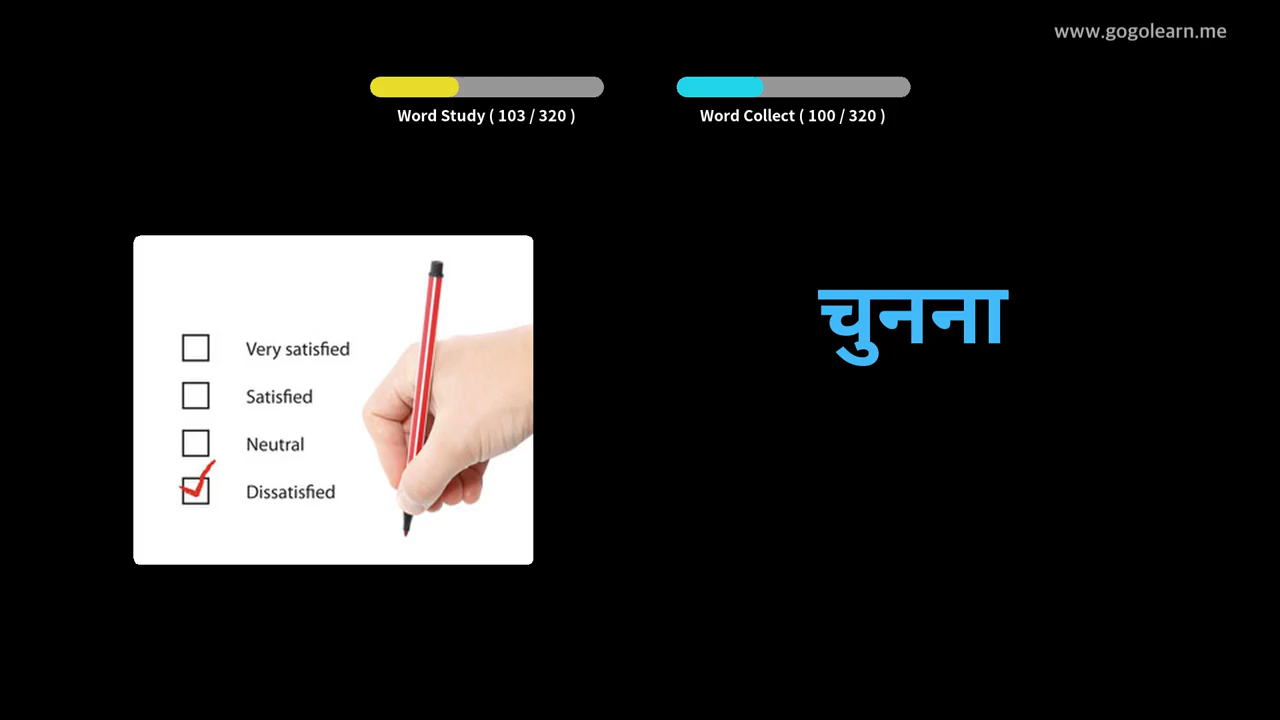 www.gogolearn.me
Word Study ( 103 / 320 )
Word Collect ( 100 / 320 )
चुनना
Very satisfied
Satisfied
Neutral
Dissatisfied